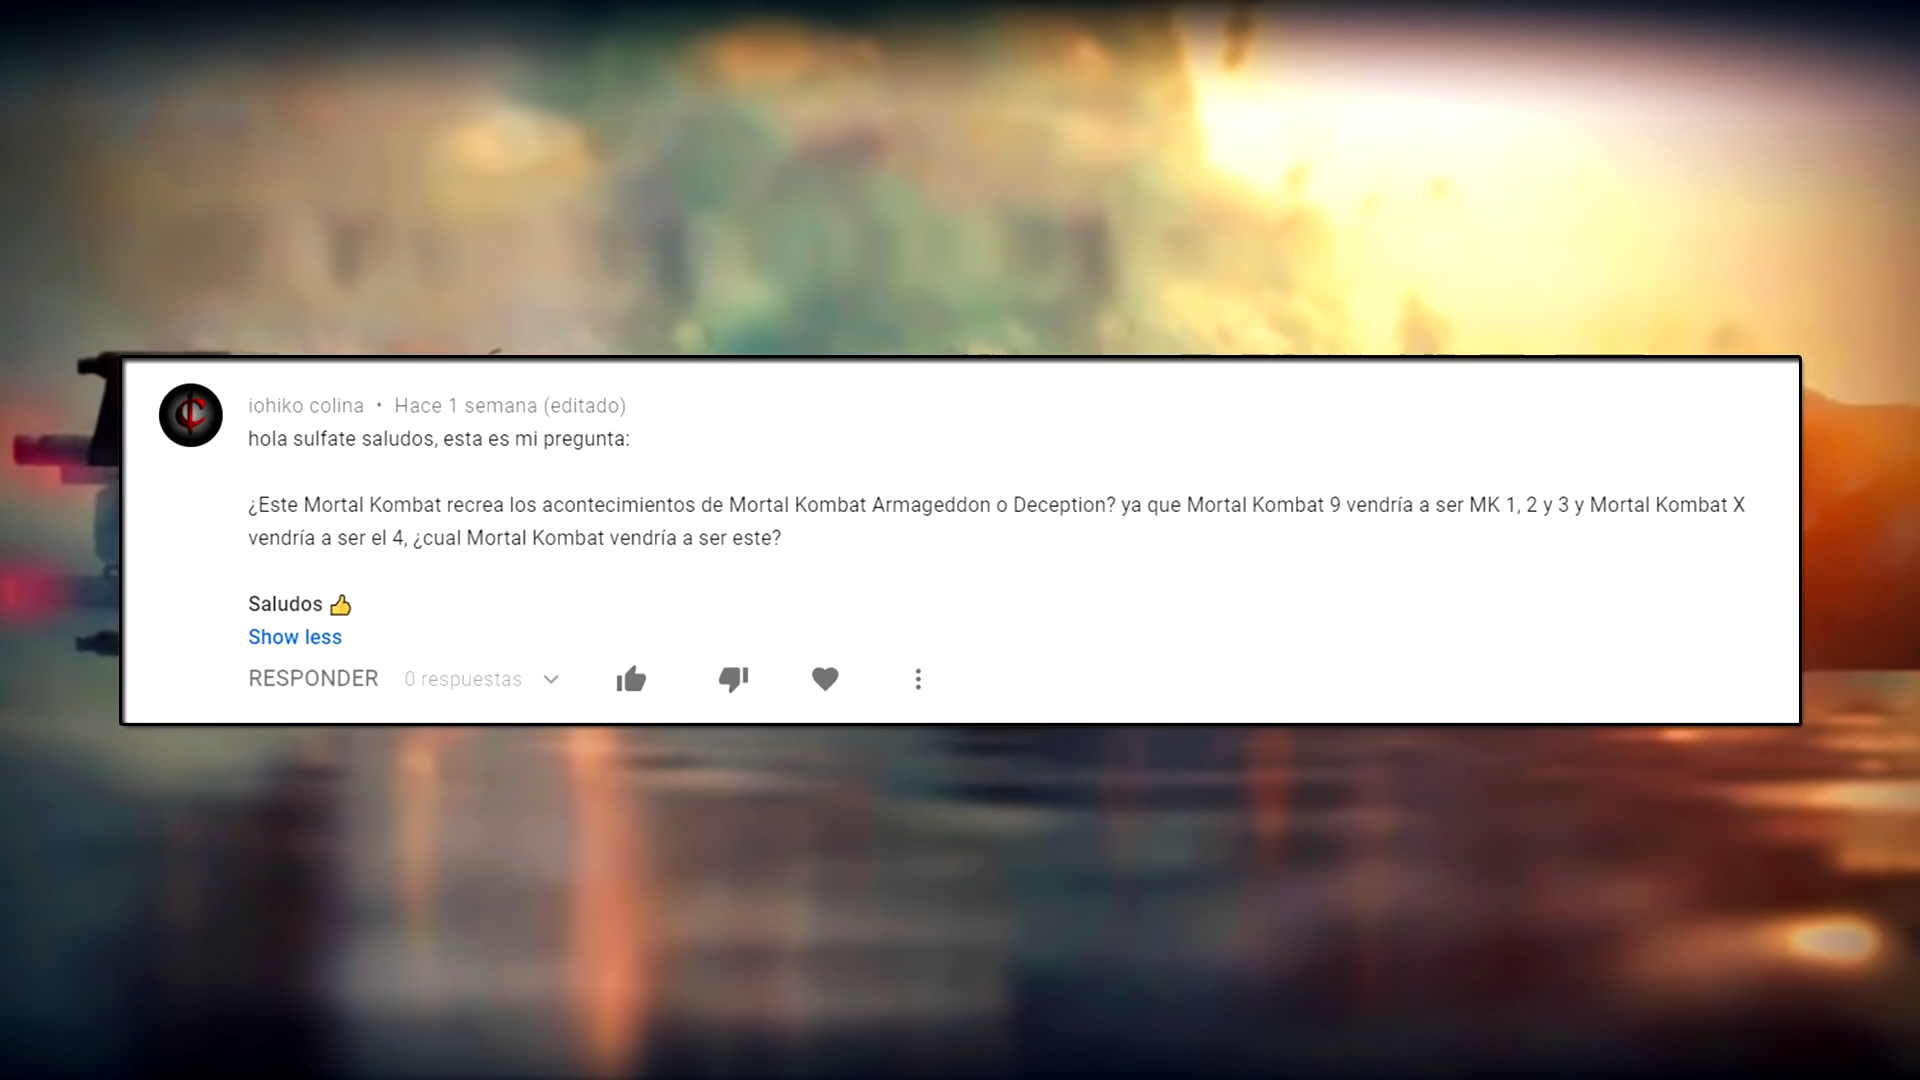 iohiko colina • Hace 1 semana (editado)
hola sulfate saludos, esta es mi pregunta:
¿Este Mortal Kombat recrea los acontecimientos de Mortal Kombat Armageddon o Deception? ya que Mortal Kombat 9 vendría a ser MK 1, 2 y 3 y Mortal Kombat X
vendría a ser el 4, ¿cual Mortal Kombat vendría a ser este?
Saludos 👍
Show less
RESPONDER 0 respuestas